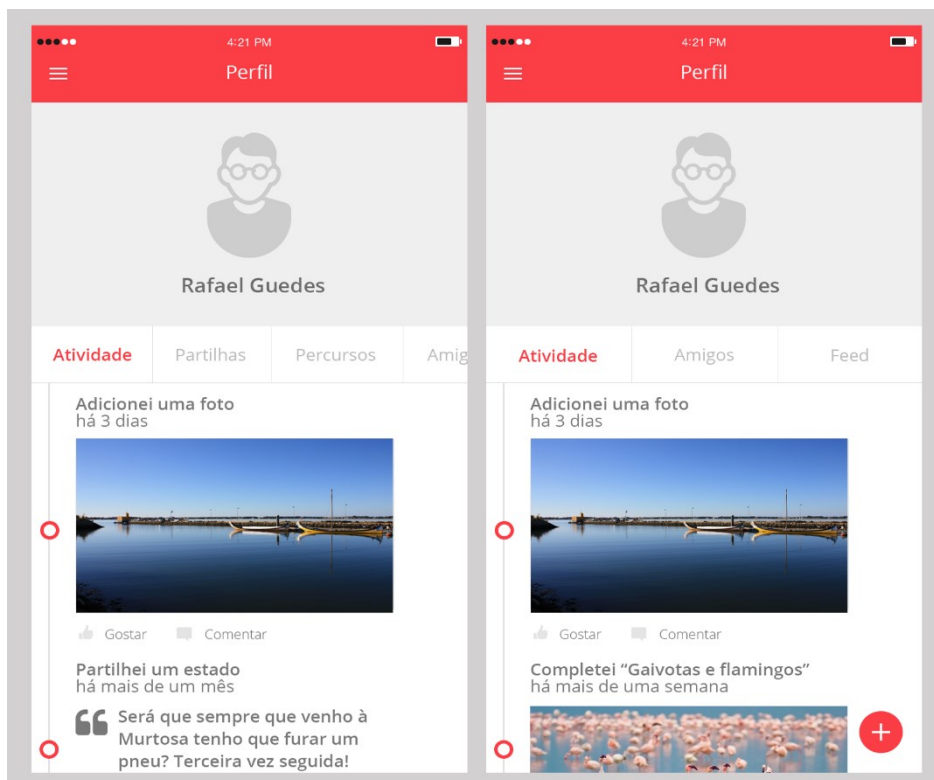 4:21 PM
Perfil
Rafael Guedes
Atividade Partilhas Percursos Amig
Adicionei uma foto
há 3 dias
Gostar Comentar
Partilhei um estado
há mais de um mês
Será que sempre que venho à
Murtosa tenho que furar um
pneu? Terceira vez seguida!
4:21 PM
Perfil
Rafael Guedes
Atividade Amigos Feed
Adicionei uma foto
há 3 dias
Gostar Comentar
Completei “Gaivotas e flamingos”
há mais de uma semana